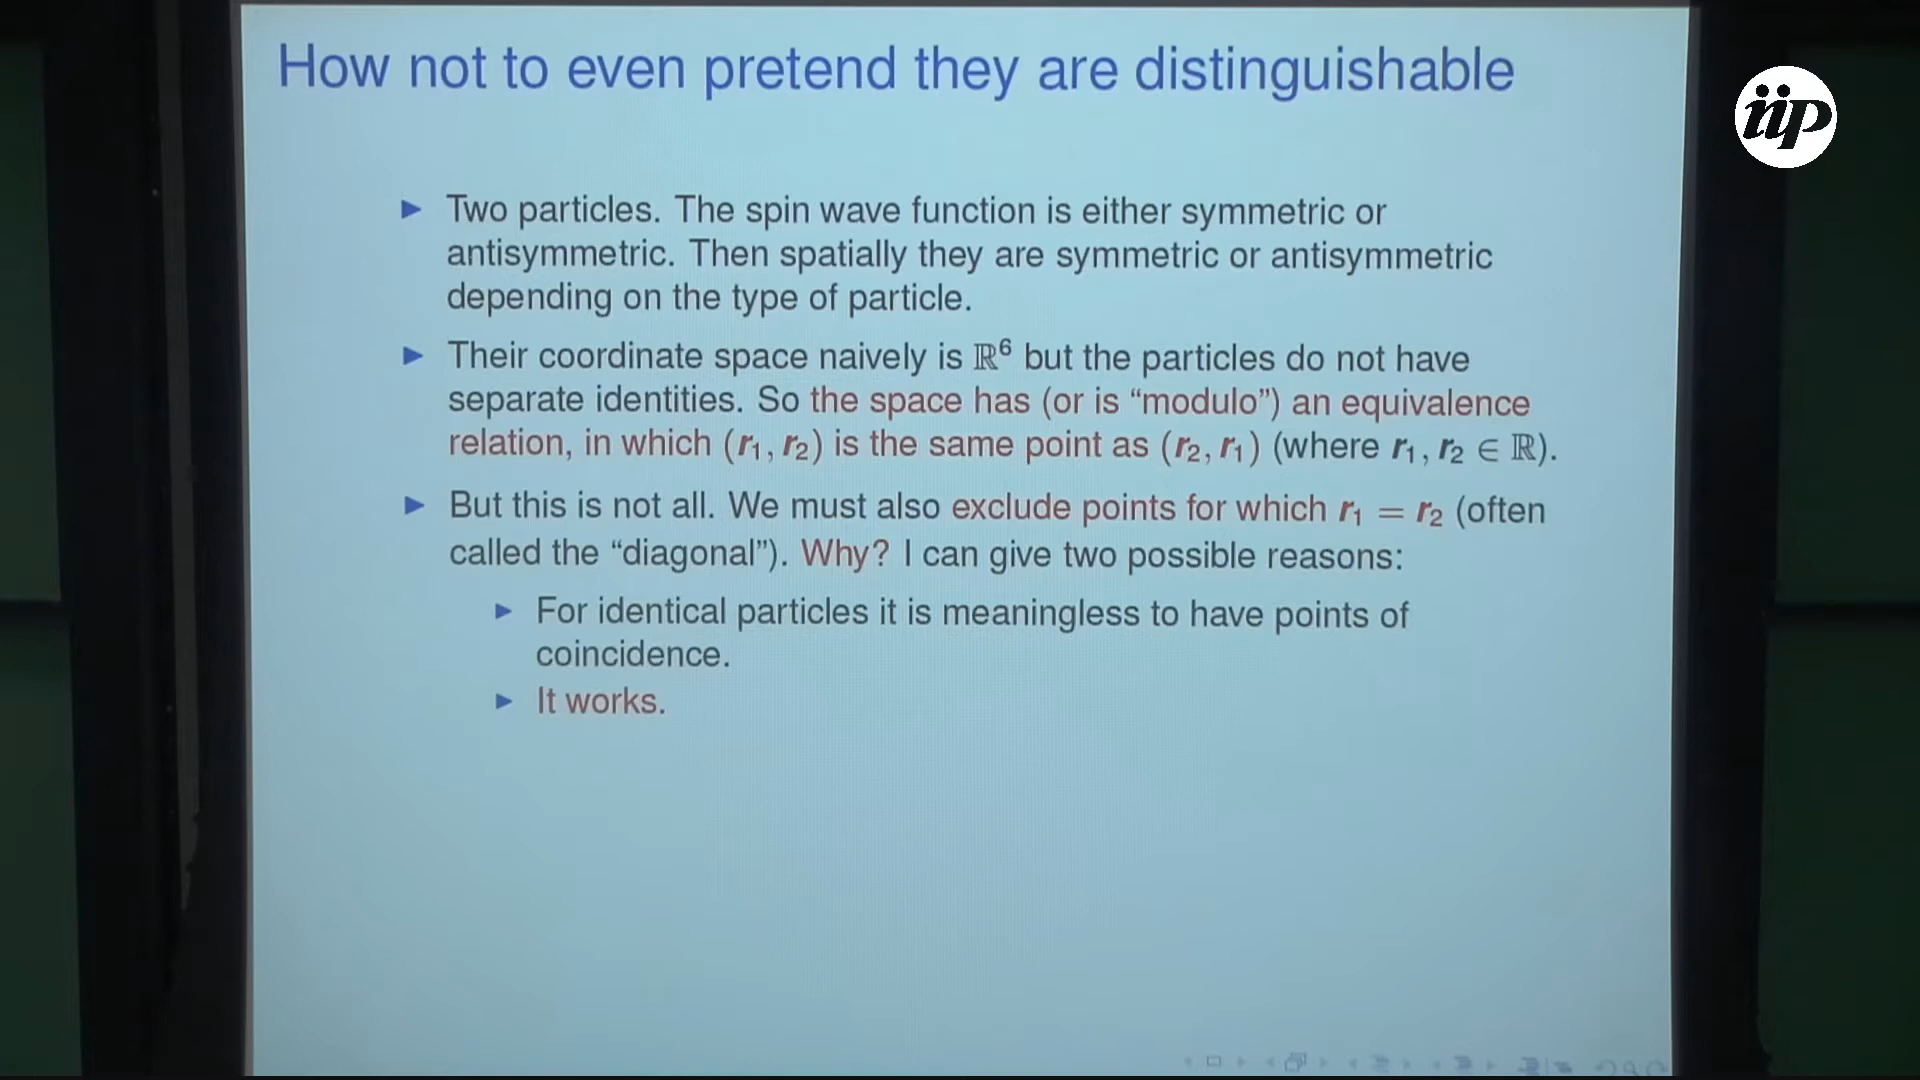 How not to even pretend they are distinguishable
iip
▶ Two particles. The spin wave function is either symmetric or
antisymmetric. Then spatially they are symmetric or antisymmetric
depending on the type of particle.
▶ Their coordinate space naively is ℝ⁶ but the particles do not have
separate identities. So the space has (or is “modulo”) an equivalence
relation, in which (r₁, r₂) is the same point as (r₂, r₁) (where r₁, r₂ ∈ ℝ).
▶ But this is not all. We must also exclude points for which r₁ = r₂ (often
called the “diagonal”). Why? I can give two possible reasons:
▶ For identical particles it is meaningless to have points of
coincidence.
▶ It works.